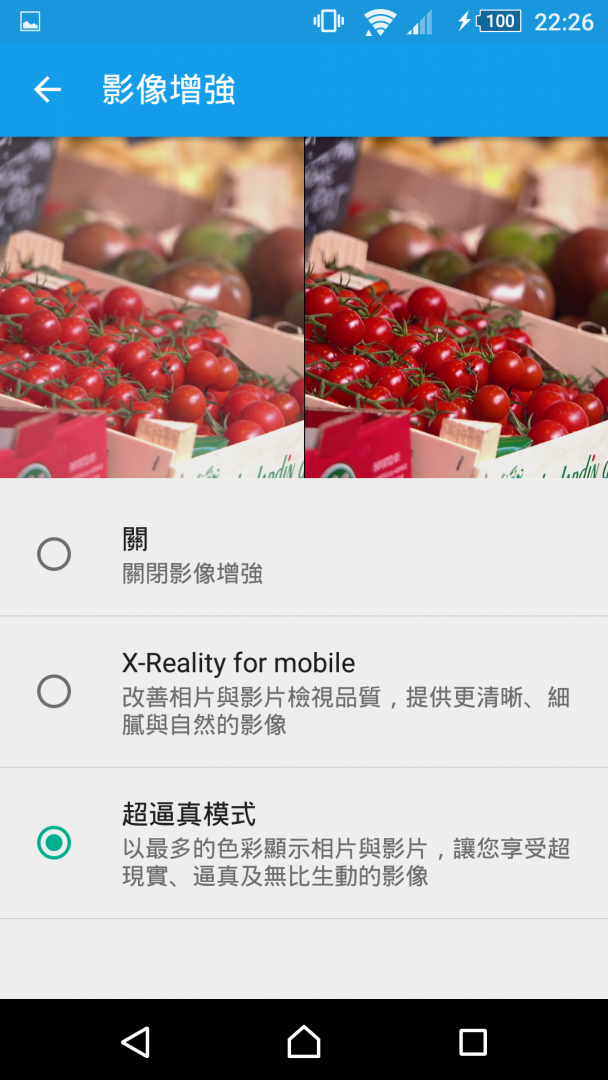 100 22:26
影像增強
關
關閉影像增強
X-Reality for mobile
改善相片與影片檢視品質，提供更清晰、細
膩與自然的影像
超逼真模式
以最多的色彩顯示相片與影片，讓您享受超
現實、逼真及無比生動的影像